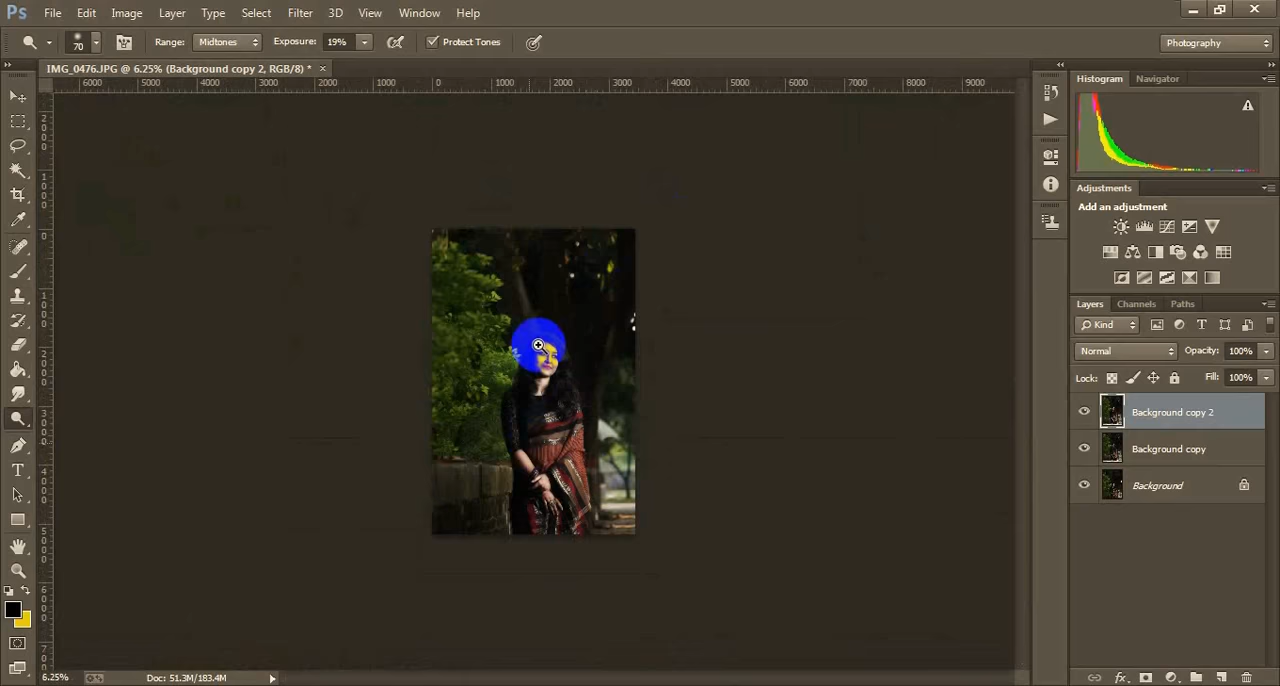 Ps File Edit Image Layer Type Select Filter 3D View Window Help
70 Range: Midtones Exposure: 19% Protect Tones Photography
IMG_0476.JPG @ 6.25% (Background copy 2, RGB/8) * ×
6000 5000 4000 3000 2000 1000 0 1000 2000 3000 4000 5000 6000 7000 8000 9000
Histogram Navigator
Adjustments
Add an adjustment
Layers Channels Paths
Kind
Normal Opacity: 100%
Lock: Fill: 100%
Background copy 2
Background copy
Background
6.25% Doc: 51.3M/183.4M